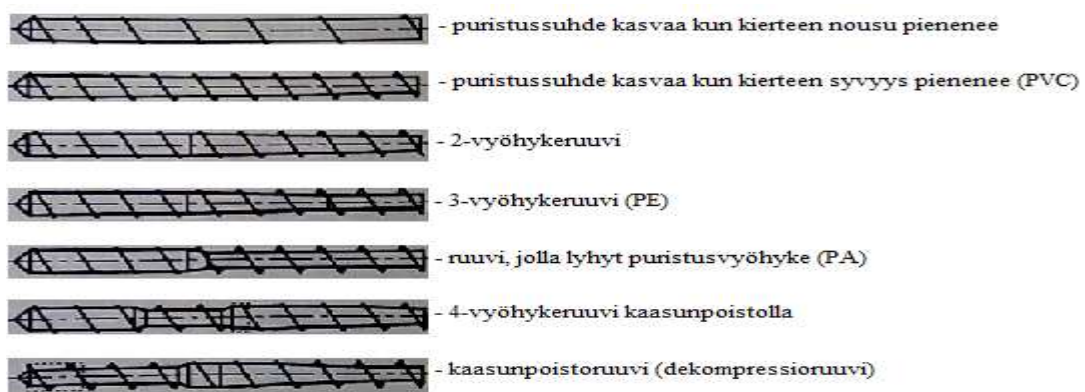 - puristussuhde kasvaa kun kierteen nousu pienenee
- puristussuhde kasvaa kun kierteen syvyys pienenee (PVC)
- 2-vyöhykeruuvi
- 3-vyöhykeruuvi (PE)
- ruuvi, jolla lyhyt puristusvyöhyke (PA)
- 4-vyöhykeruuvi kaasunpoistolla
- kaasunpoistoruuvi (dekompressioruuvi)